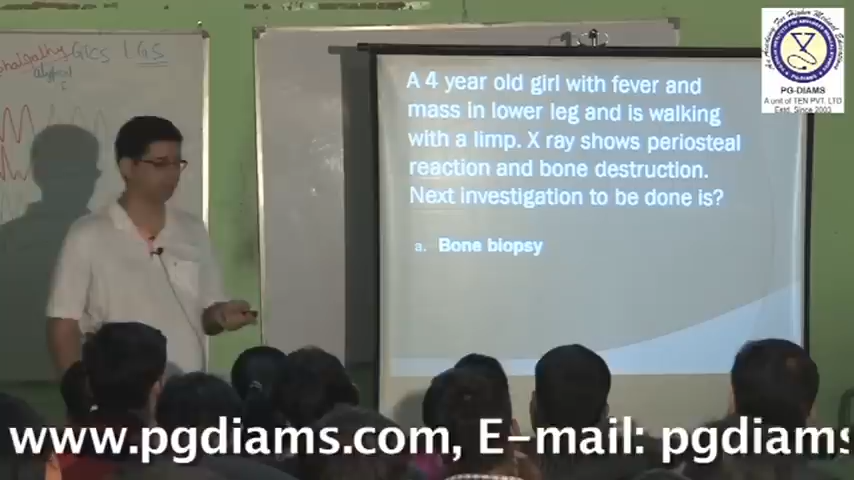 GICS LGS
A 4 year old girl with fever and
mass in lower leg and is walking
with a limp. X ray shows periosteal
reaction and bone destruction.
Next investigation to be done is?
a. Bone biopsy
PG-DIAMS
A unit of TEN PVT. LTD
Estd. Since 2003
www.pgdiams.com, E-mail: pgdiams